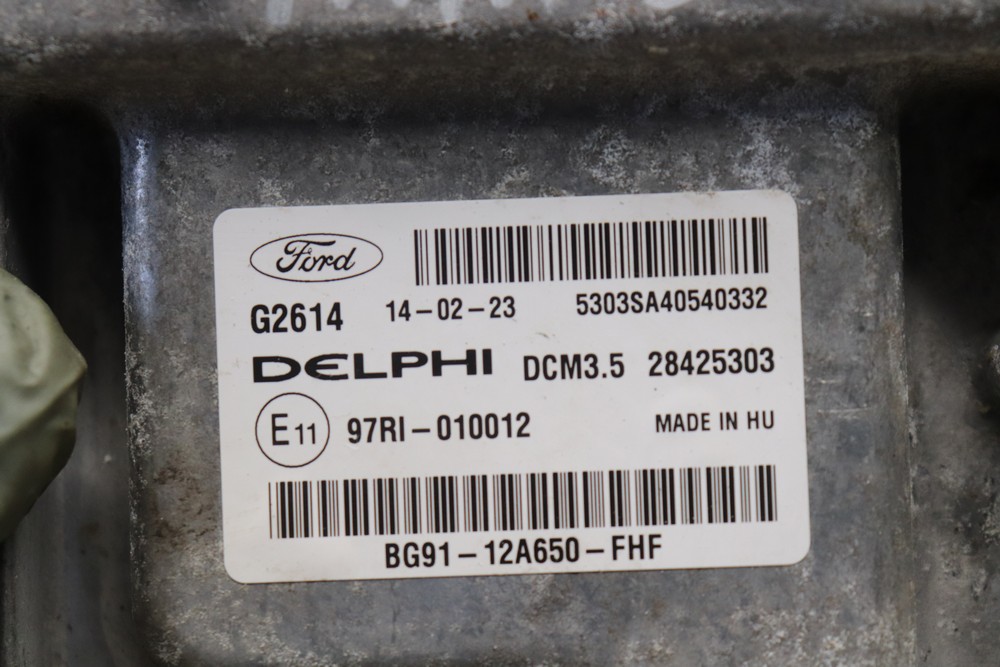 Ford
G2614 14-02-23 5303SA40540332
DELPHI DCM3.5 28425303
E11 97RI-010012 MADE IN HU
BG91-12A650-FHF